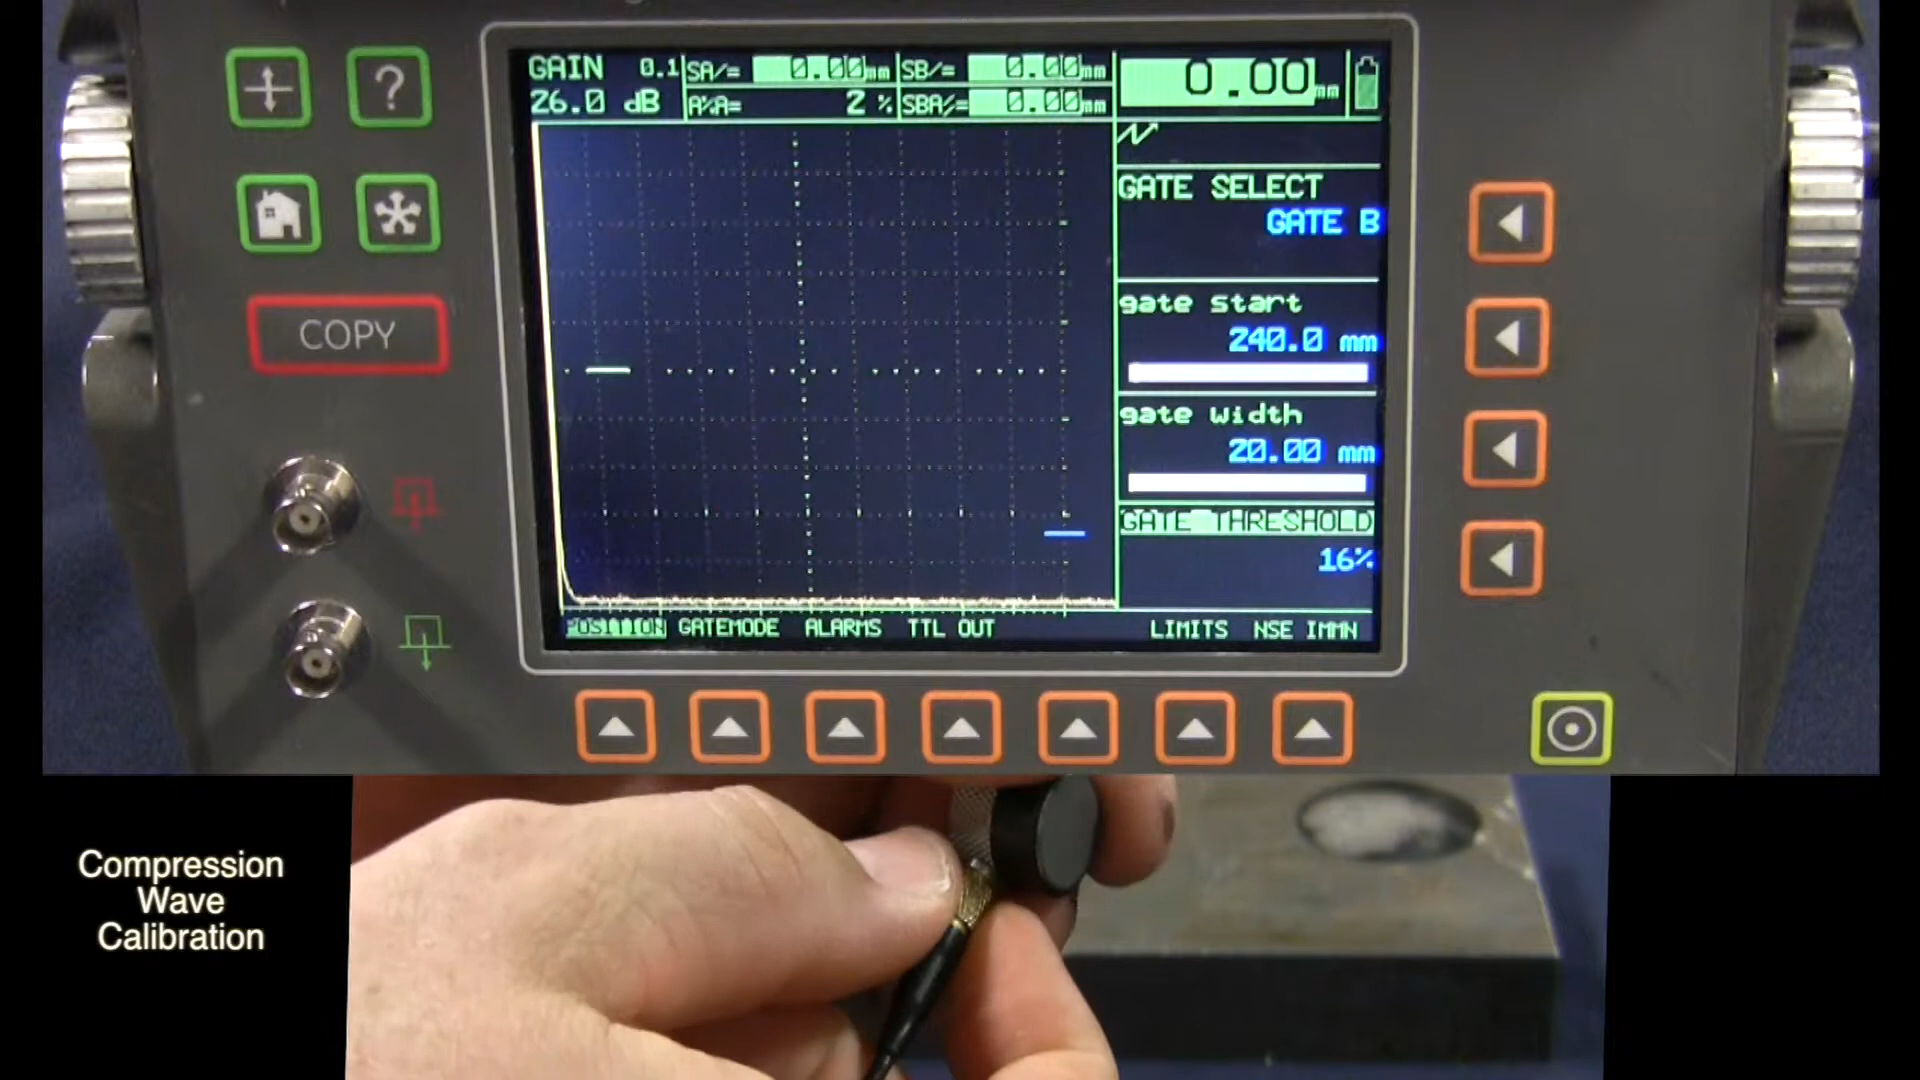 GAIN 0.1 SA/= 0.00mm SB/= 0.00mm 0.00mm
26.0 dB A%A= 2 % SBA/= 0.00mm
GATE SELECT
GATE B
gate start
240.0 mm
gate width
20.00 mm
GATE THRESHOLD
16%
POSITION GATEMODE ALARMS TTL OUT LIMITS NSE IMMN
?
COPY
Compression
Wave
Calibration